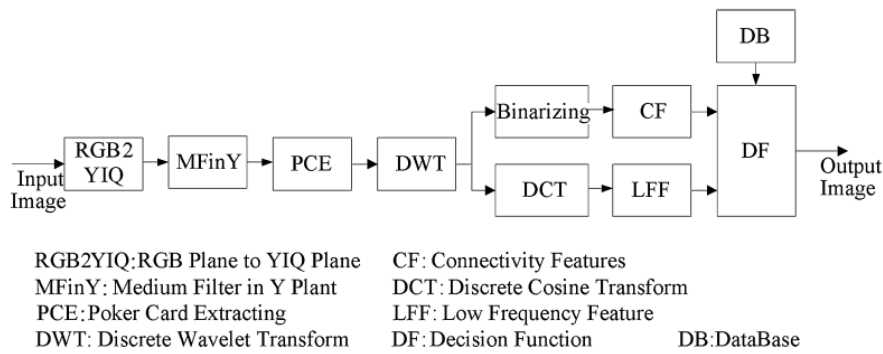 DB
Binarizing
CF
RGB2
YIQ
MFinY
PCE
DWT
DF
Input
Image
Output
Image
DCT
LFF
RGB2YIQ:RGB Plane to YIQ Plane
CF: Connectivity Features
MFinY: Medium Filter in Y Plant
DCT: Discrete Cosine Transform
PCE:Poker Card Extracting
LFF: Low Frequency Feature
DWT: Discrete Wavelet Transform
DF:Decision Function
DB:DataBase